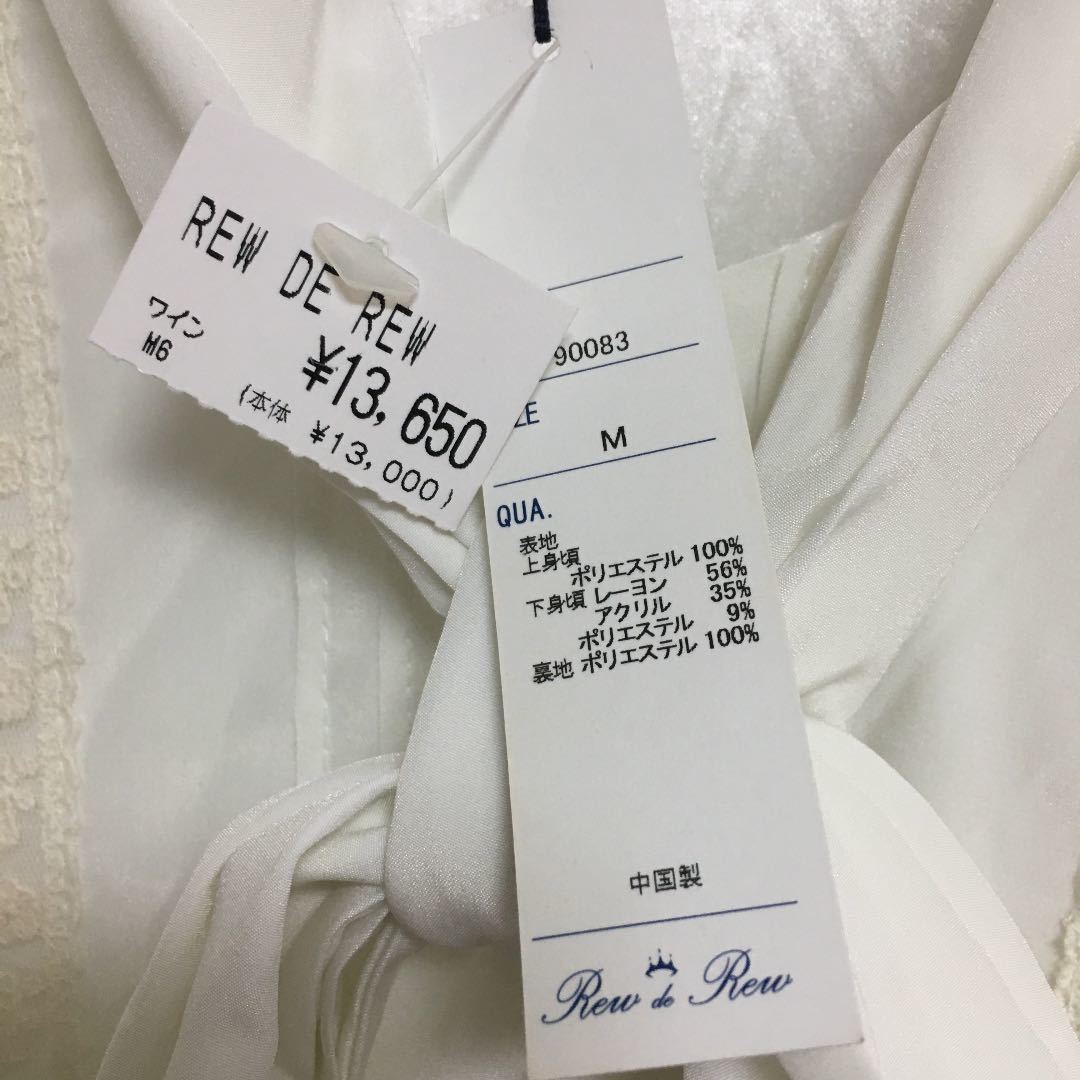 REW DE REW
ワイン
M6
¥13,650
(本体 ¥13,000)
90083
M
QUA.
表地
上身頃
ポリエステル 100%
下身頃 レーヨン 56%
アクリル 35%
ポリエステル 9%
裏地 ポリエステル 100%
中国製
Rew de Rew